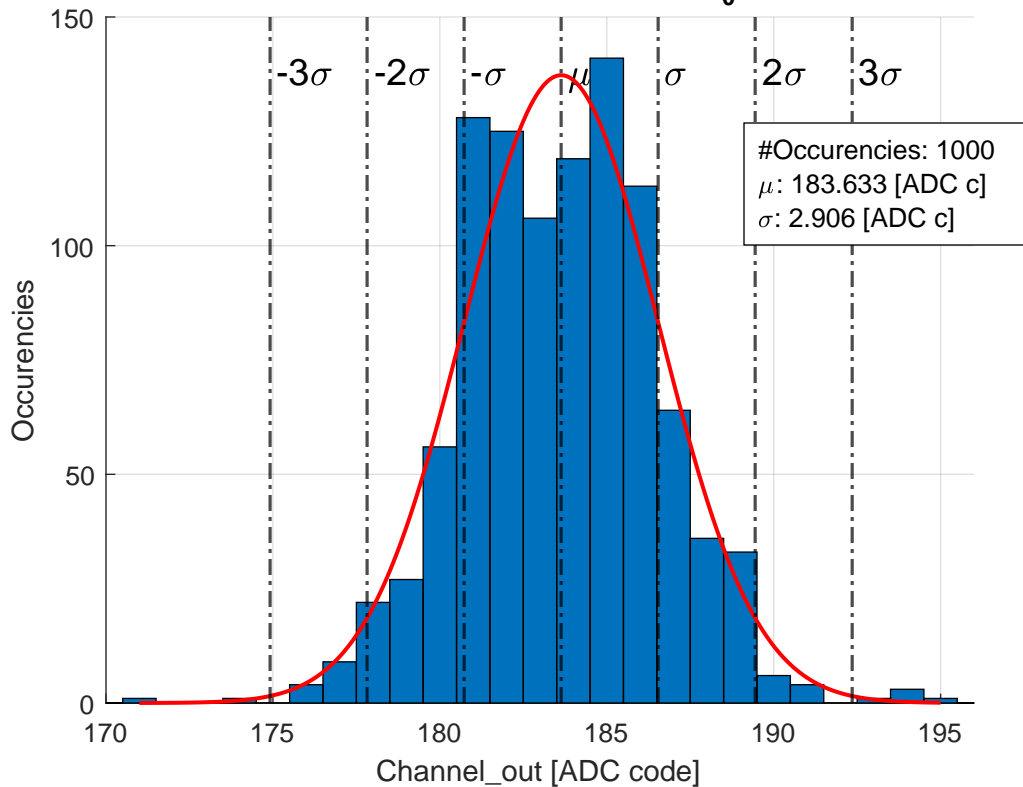 150
-3σ -2σ -σ μ σ 2σ 3σ
#Occurencies: 1000
μ: 183.633 [ADC c]
σ: 2.906 [ADC c]
100
Occurencies
50
0
170 175 180 185 190 195
Channel_out [ADC code]